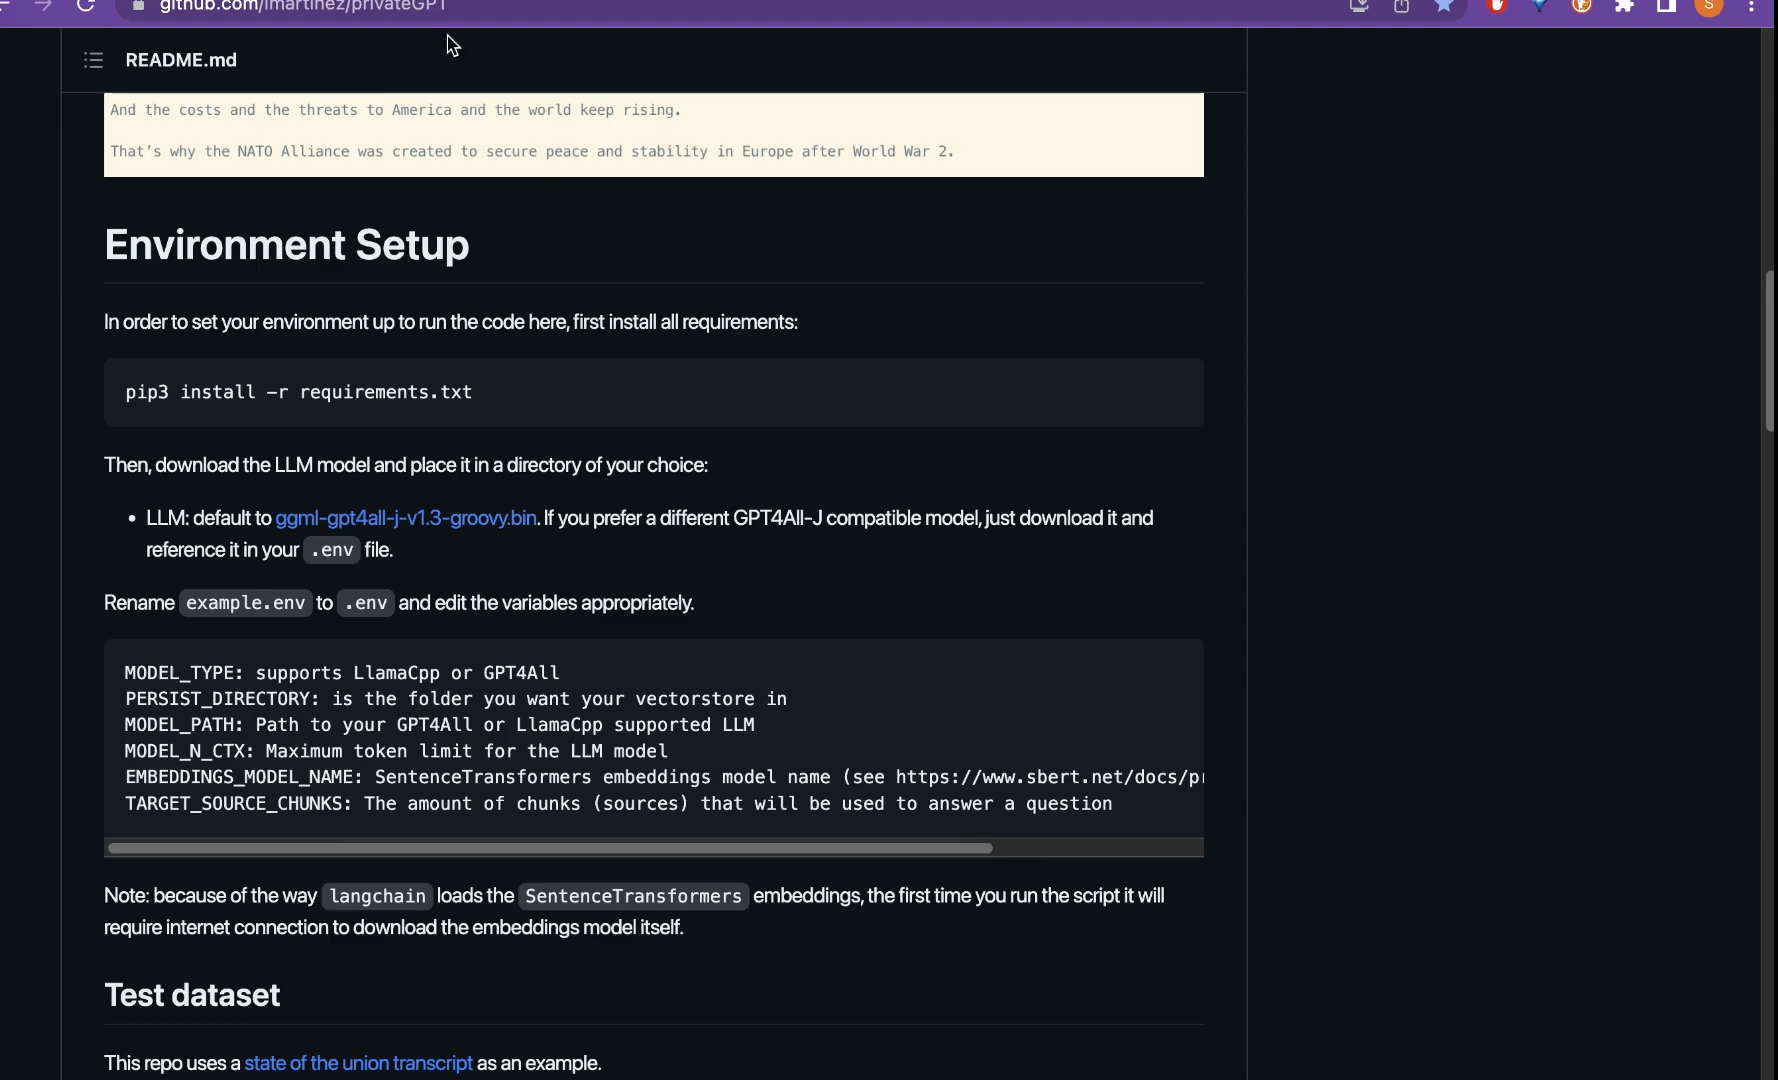 github.com/imartinez/privateGPT
S
README.md
And the costs and the threats to America and the world keep rising.
That’s why the NATO Alliance was created to secure peace and stability in Europe after World War 2.
Environment Setup
In order to set your environment up to run the code here, first install all requirements:
pip3 install -r requirements.txt
Then, download the LLM model and place it in a directory of your choice:
• LLM: default to ggml-gpt4all-j-v1.3-groovy.bin. If you prefer a different GPT4All-J compatible model, just download it and
reference it in your .env file.
Rename example.env to .env and edit the variables appropriately.
MODEL_TYPE: supports LlamaCpp or GPT4All
PERSIST_DIRECTORY: is the folder you want your vectorstore in
MODEL_PATH: Path to your GPT4All or LlamaCpp supported LLM
MODEL_N_CTX: Maximum token limit for the LLM model
EMBEDDINGS_MODEL_NAME: SentenceTransformers embeddings model name (see https://www.sbert.net/docs/pr
TARGET_SOURCE_CHUNKS: The amount of chunks (sources) that will be used to answer a question
Note: because of the way langchain loads the SentenceTransformers embeddings, the first time you run the script it will
require internet connection to download the embeddings model itself.
Test dataset
This repo uses a state of the union transcript as an example.